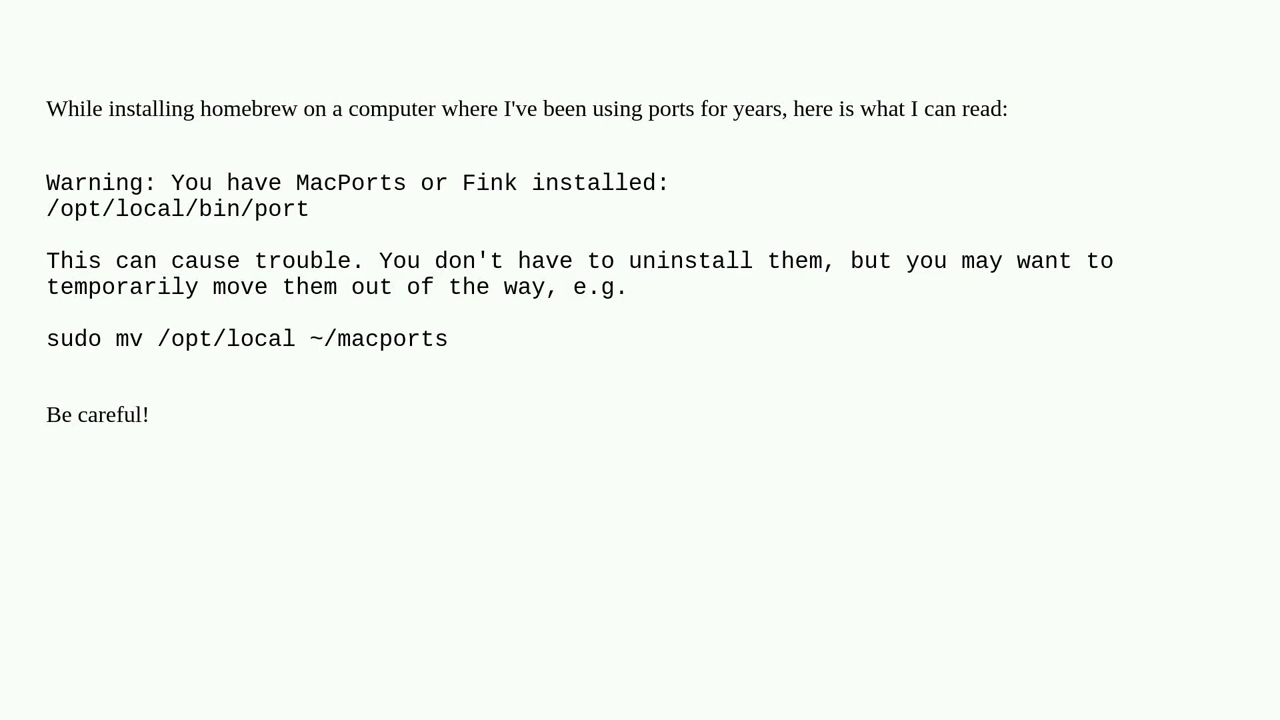 While installing homebrew on a computer where I've been using ports for years, here is what I can read:
Warning: You have MacPorts or Fink installed:
/opt/local/bin/port
This can cause trouble. You don't have to uninstall them, but you may want to
temporarily move them out of the way, e.g.
sudo mv /opt/local ~/macports
Be careful!